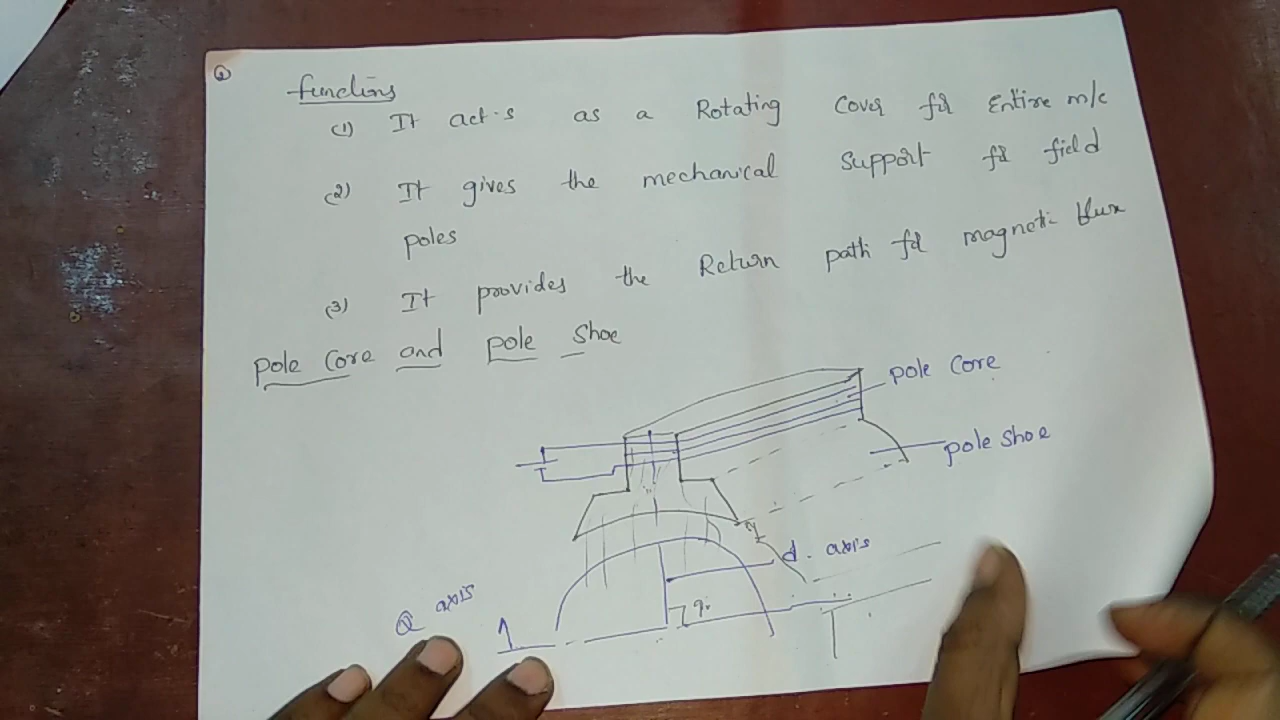 Functions
(1) It acts as a Rotating Cover for Entire m/c
(2) It gives the mechanical Support for field
poles
(3) It provides the Return path for magnetic flux
Pole Core and pole Shoe
pole Core
pole shoe
d. axis
Q axis